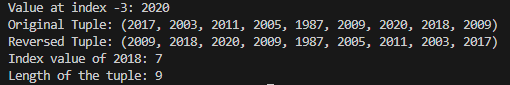 Value at index -3: 2020
Original Tuple: (2017, 2003, 2011, 2005, 1987, 2009, 2020, 2018, 2009)
Reversed Tuple: (2009, 2018, 2020, 2009, 1987, 2005, 2011, 2003, 2017)
Index value of 2018: 7
Length of the tuple: 9